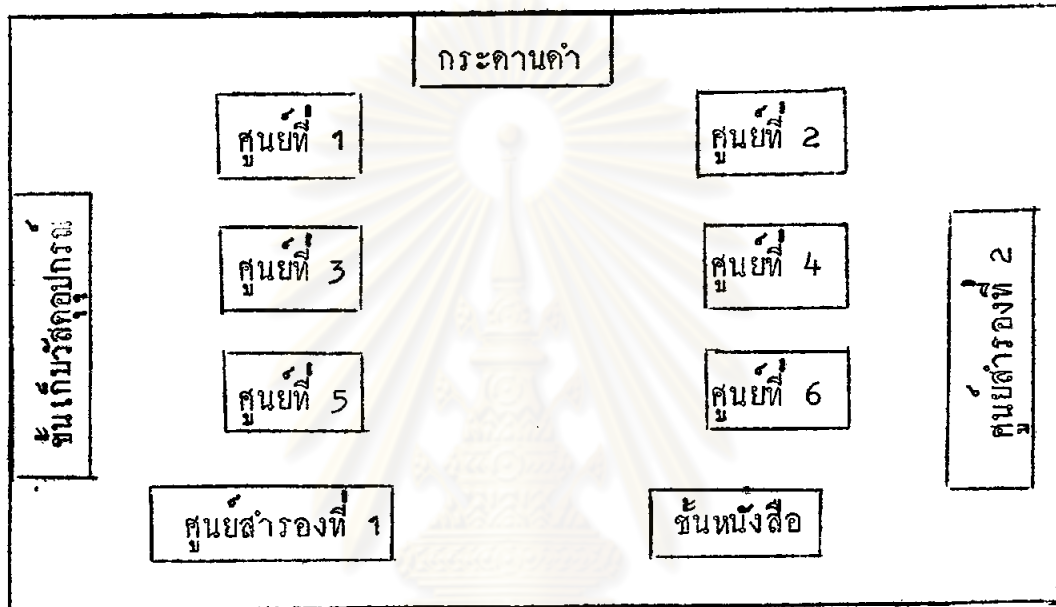 กระดานดำ
ศูนย์ที่ 1
ศูนย์ที่ 2
ชั้นเก็บวัสดุอุปกรณ์
ศูนย์ที่ 3
ศูนย์ที่ 4
ศูนย์สำรองที่ 2
ศูนย์ที่ 5
ศูนย์ที่ 6
ศูนย์สำรองที่ 1
ชั้นหนังสือ